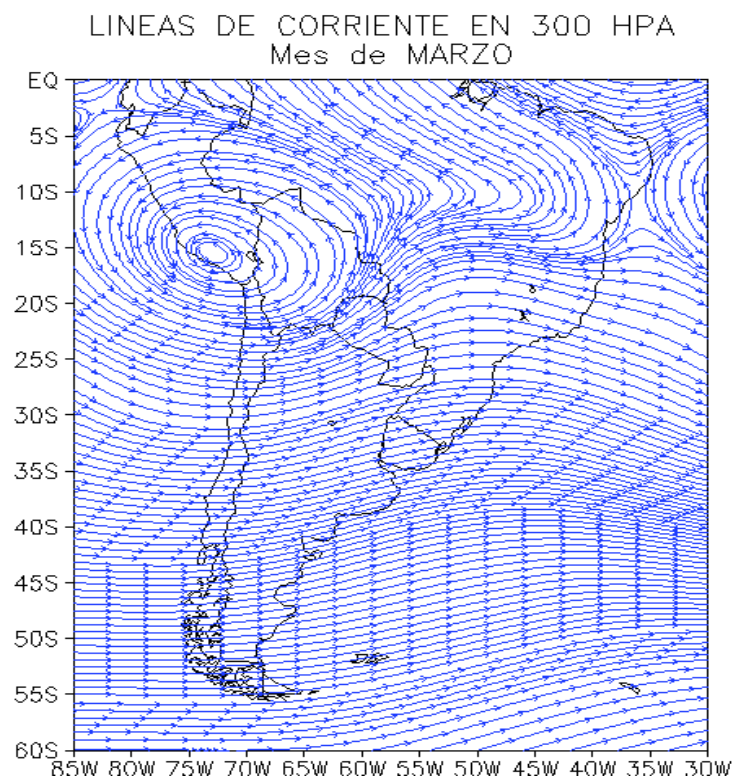 LINEAS DE CORRIENTE EN 300 HPA
Mes de MARZO
EQ
5S
10S
15S
20S
25S
30S
35S
40S
45S
50S
55S
60S
85W 80W 75W 70W 65W 60W 55W 50W 45W 40W 35W 30W